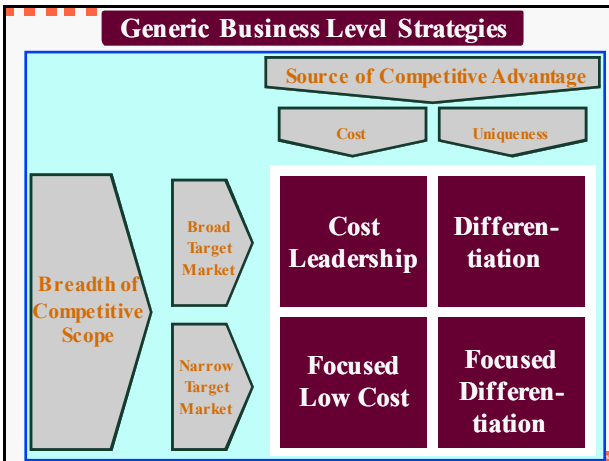 Generic Business Level Strategies
Source of Competitive Advantage
Cost
Uniqueness
Breadth of
Competitive
Scope
Broad
Target
Market
Cost
Leadership
Differen-
tiation
Narrow
Target
Market
Focused
Low Cost
Focused
Differen-
tiation